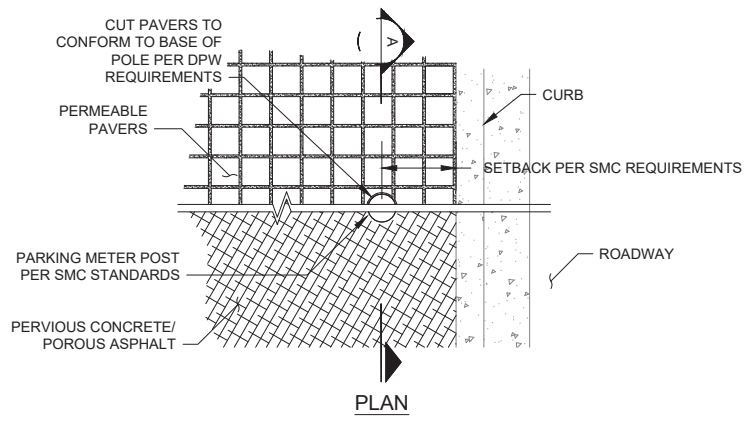 CUT PAVERS TO
CONFORM TO BASE OF
POLE PER DPW
REQUIREMENTS
PERMEABLE
PAVERS
A
CURB
SETBACK PER SMC REQUIREMENTS
PARKING METER POST
PER SMC STANDARDS
ROADWAY
PERVIOUS CONCRETE/
POROUS ASPHALT
PLAN